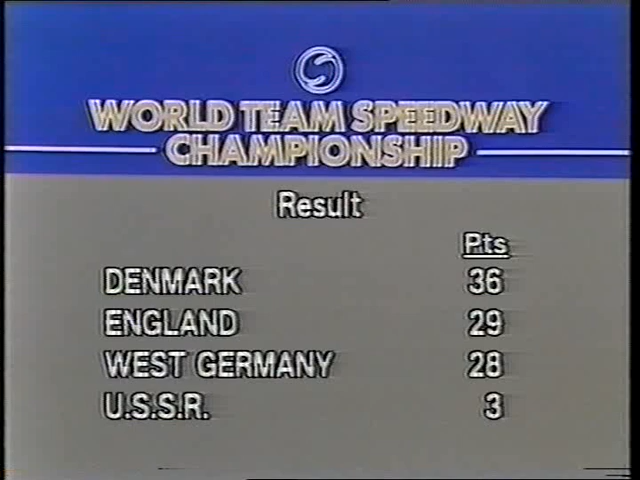 WORLD TEAM SPEEDWAY
CHAMPIONSHIP
Result
Pts
DENMARK 36
ENGLAND 29
WEST GERMANY 28
U.S.S.R. 3